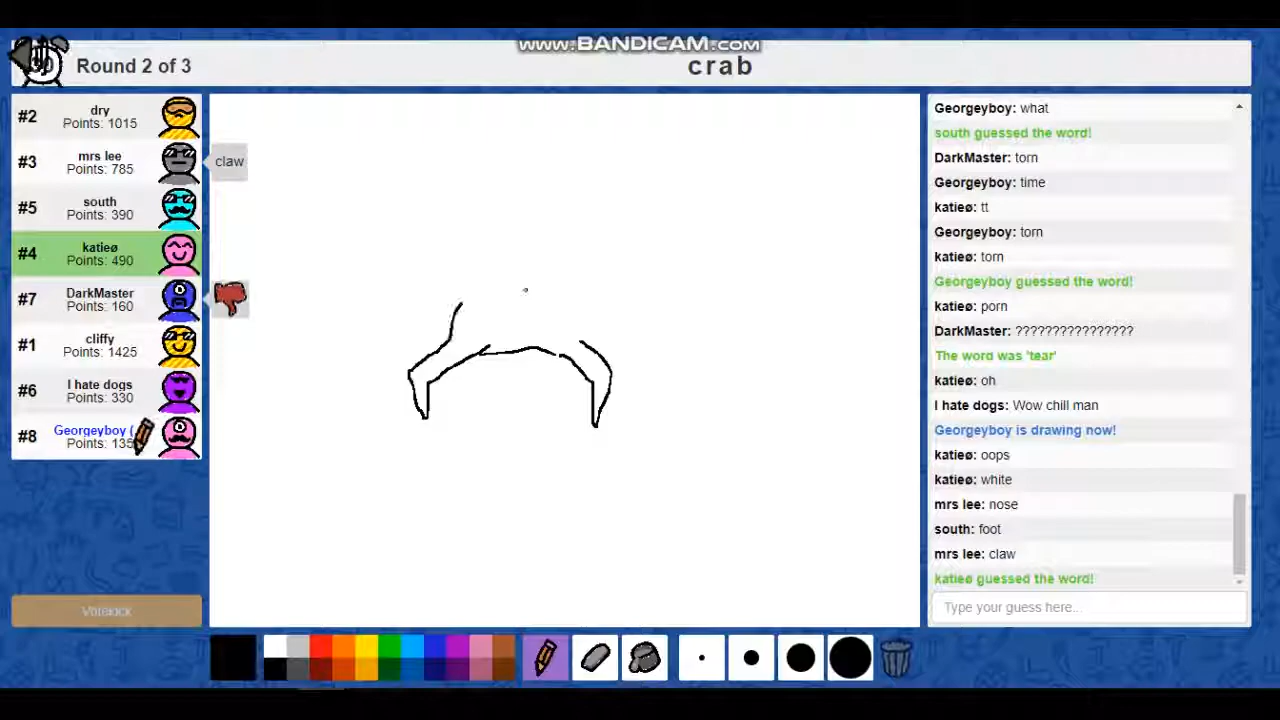 www.BANDICAM.com
Round 2 of 3
crab
#2
dry
Points: 1015
#3
mrs lee
Points: 785
claw
#5
south
Points: 390
#4
katieø
Points: 490
#7
DarkMaster
Points: 160
#1
cliffy
Points: 1425
#6
I hate dogs
Points: 330
#8
Georgeyboy (
Points: 135
Votekick
Georgeyboy: what
south guessed the word!
DarkMaster: torn
Georgeyboy: time
katieø: tt
Georgeyboy: torn
katieø: torn
Georgeyboy guessed the word!
katieø: porn
DarkMaster: ????????????????
The word was 'tear'
katieø: oh
I hate dogs: Wow chill man
Georgeyboy is drawing now!
katieø: oops
katieø: white
mrs lee: nose
south: foot
mrs lee: claw
katieø guessed the word!
Type your guess here...